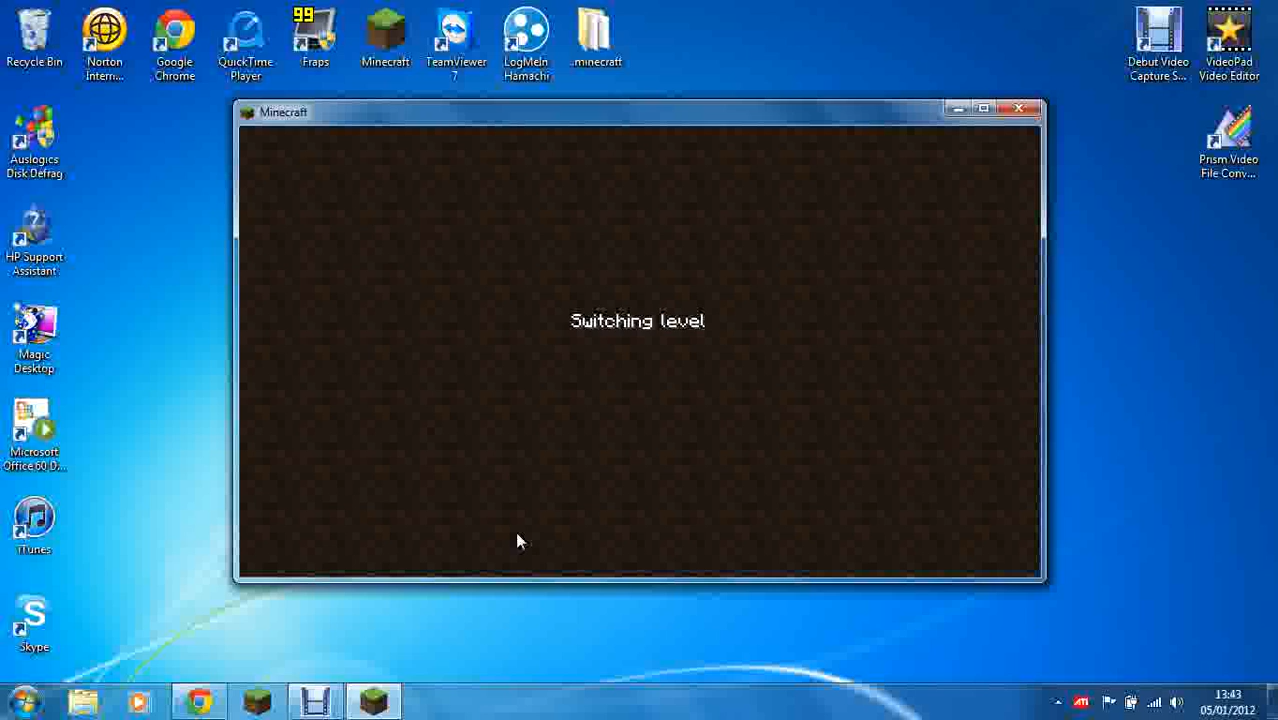 99
Recycle Bin
Norton
Intern...
Google
Chrome
QuickTime
Player
Fraps
Minecraft
TeamViewer
7
LogMeIn
Hamachi
.minecraft
Debut Video
Capture S...
VideoPad
Video Editor
Minecraft
Auslogics
Disk Defrag
Prism Video
File Conv...
HP Support
Assistant
Switching level
Magic
Desktop
Microsoft
Office 60 D...
iTunes
Skype
ATI
13:43
05/01/2012